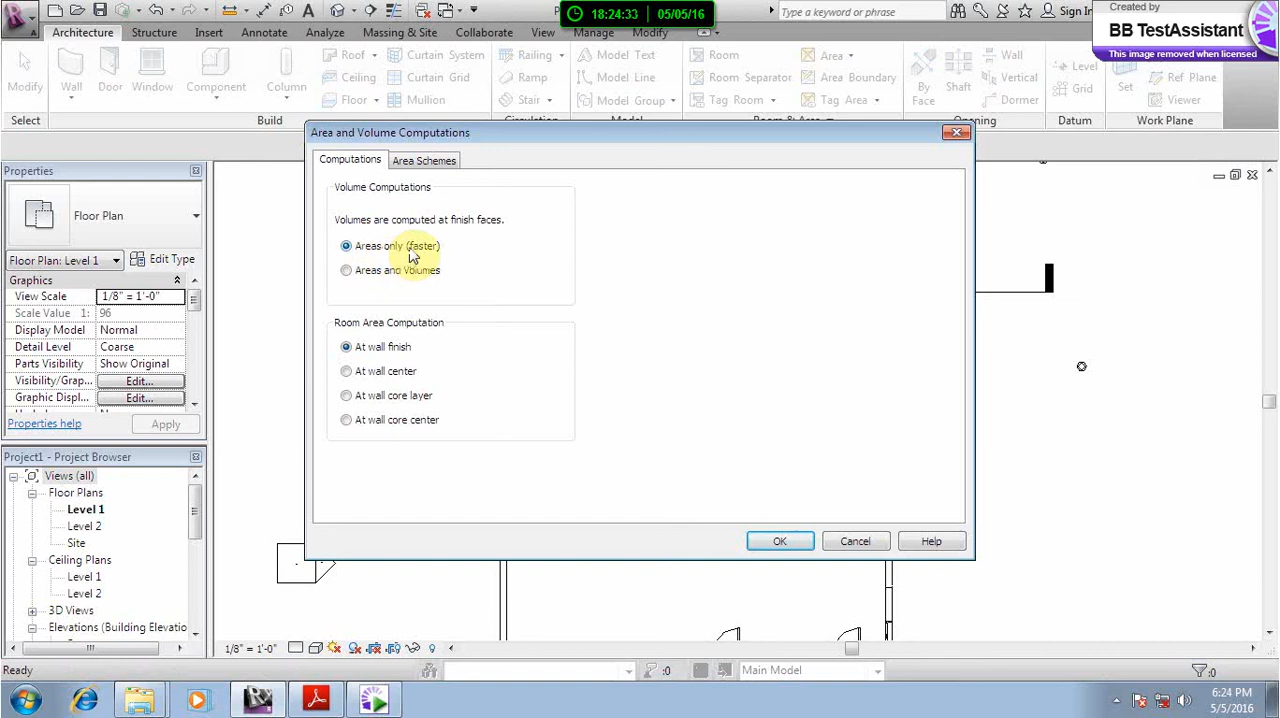 18:24:33 05/05/16
Type a keyword or phrase
Sign In
Created by
BB TestAssistant
This image removed when licensed
Architecture Structure Insert Annotate Analyze Massing & Site Collaborate View Manage Modify
Modify Wall Door Window Component Column
Roof Curtain System
Ceiling Curtain Grid
Floor Mullion
Railing
Ramp
Stair
Model Text
Model Line
Model Group
Room
Room Separator
Tag Room
Area
Area Boundary
Tag Area
By Face Shaft
Wall
Vertical
Dormer
Level
Grid
Set
Ref Plane
Viewer
Select Build Circulation Model Room & Area Opening Datum Work Plane
Properties
Floor Plan
Floor Plan: Level 1 Edit Type
Graphics
View Scale 1/8" = 1'-0"
Scale Value 1: 96
Display Model Normal
Detail Level Coarse
Parts Visibility Show Original
Visibility/Grap... Edit...
Graphic Displ... Edit...
Properties help Apply
Project1 - Project Browser
Views (all)
Floor Plans
Level 1
Level 2
Site
Ceiling Plans
Level 1
Level 2
3D Views
Elevations (Building Elevatio
Area and Volume Computations
Computations Area Schemes
Volume Computations
Volumes are computed at finish faces.
Areas only (faster)
Areas and Volumes
Room Area Computation
At wall finish
At wall center
At wall core layer
At wall core center
OK Cancel Help
1/8" = 1'-0"
Ready :0 Main Model :0
6:24 PM
5/5/2016